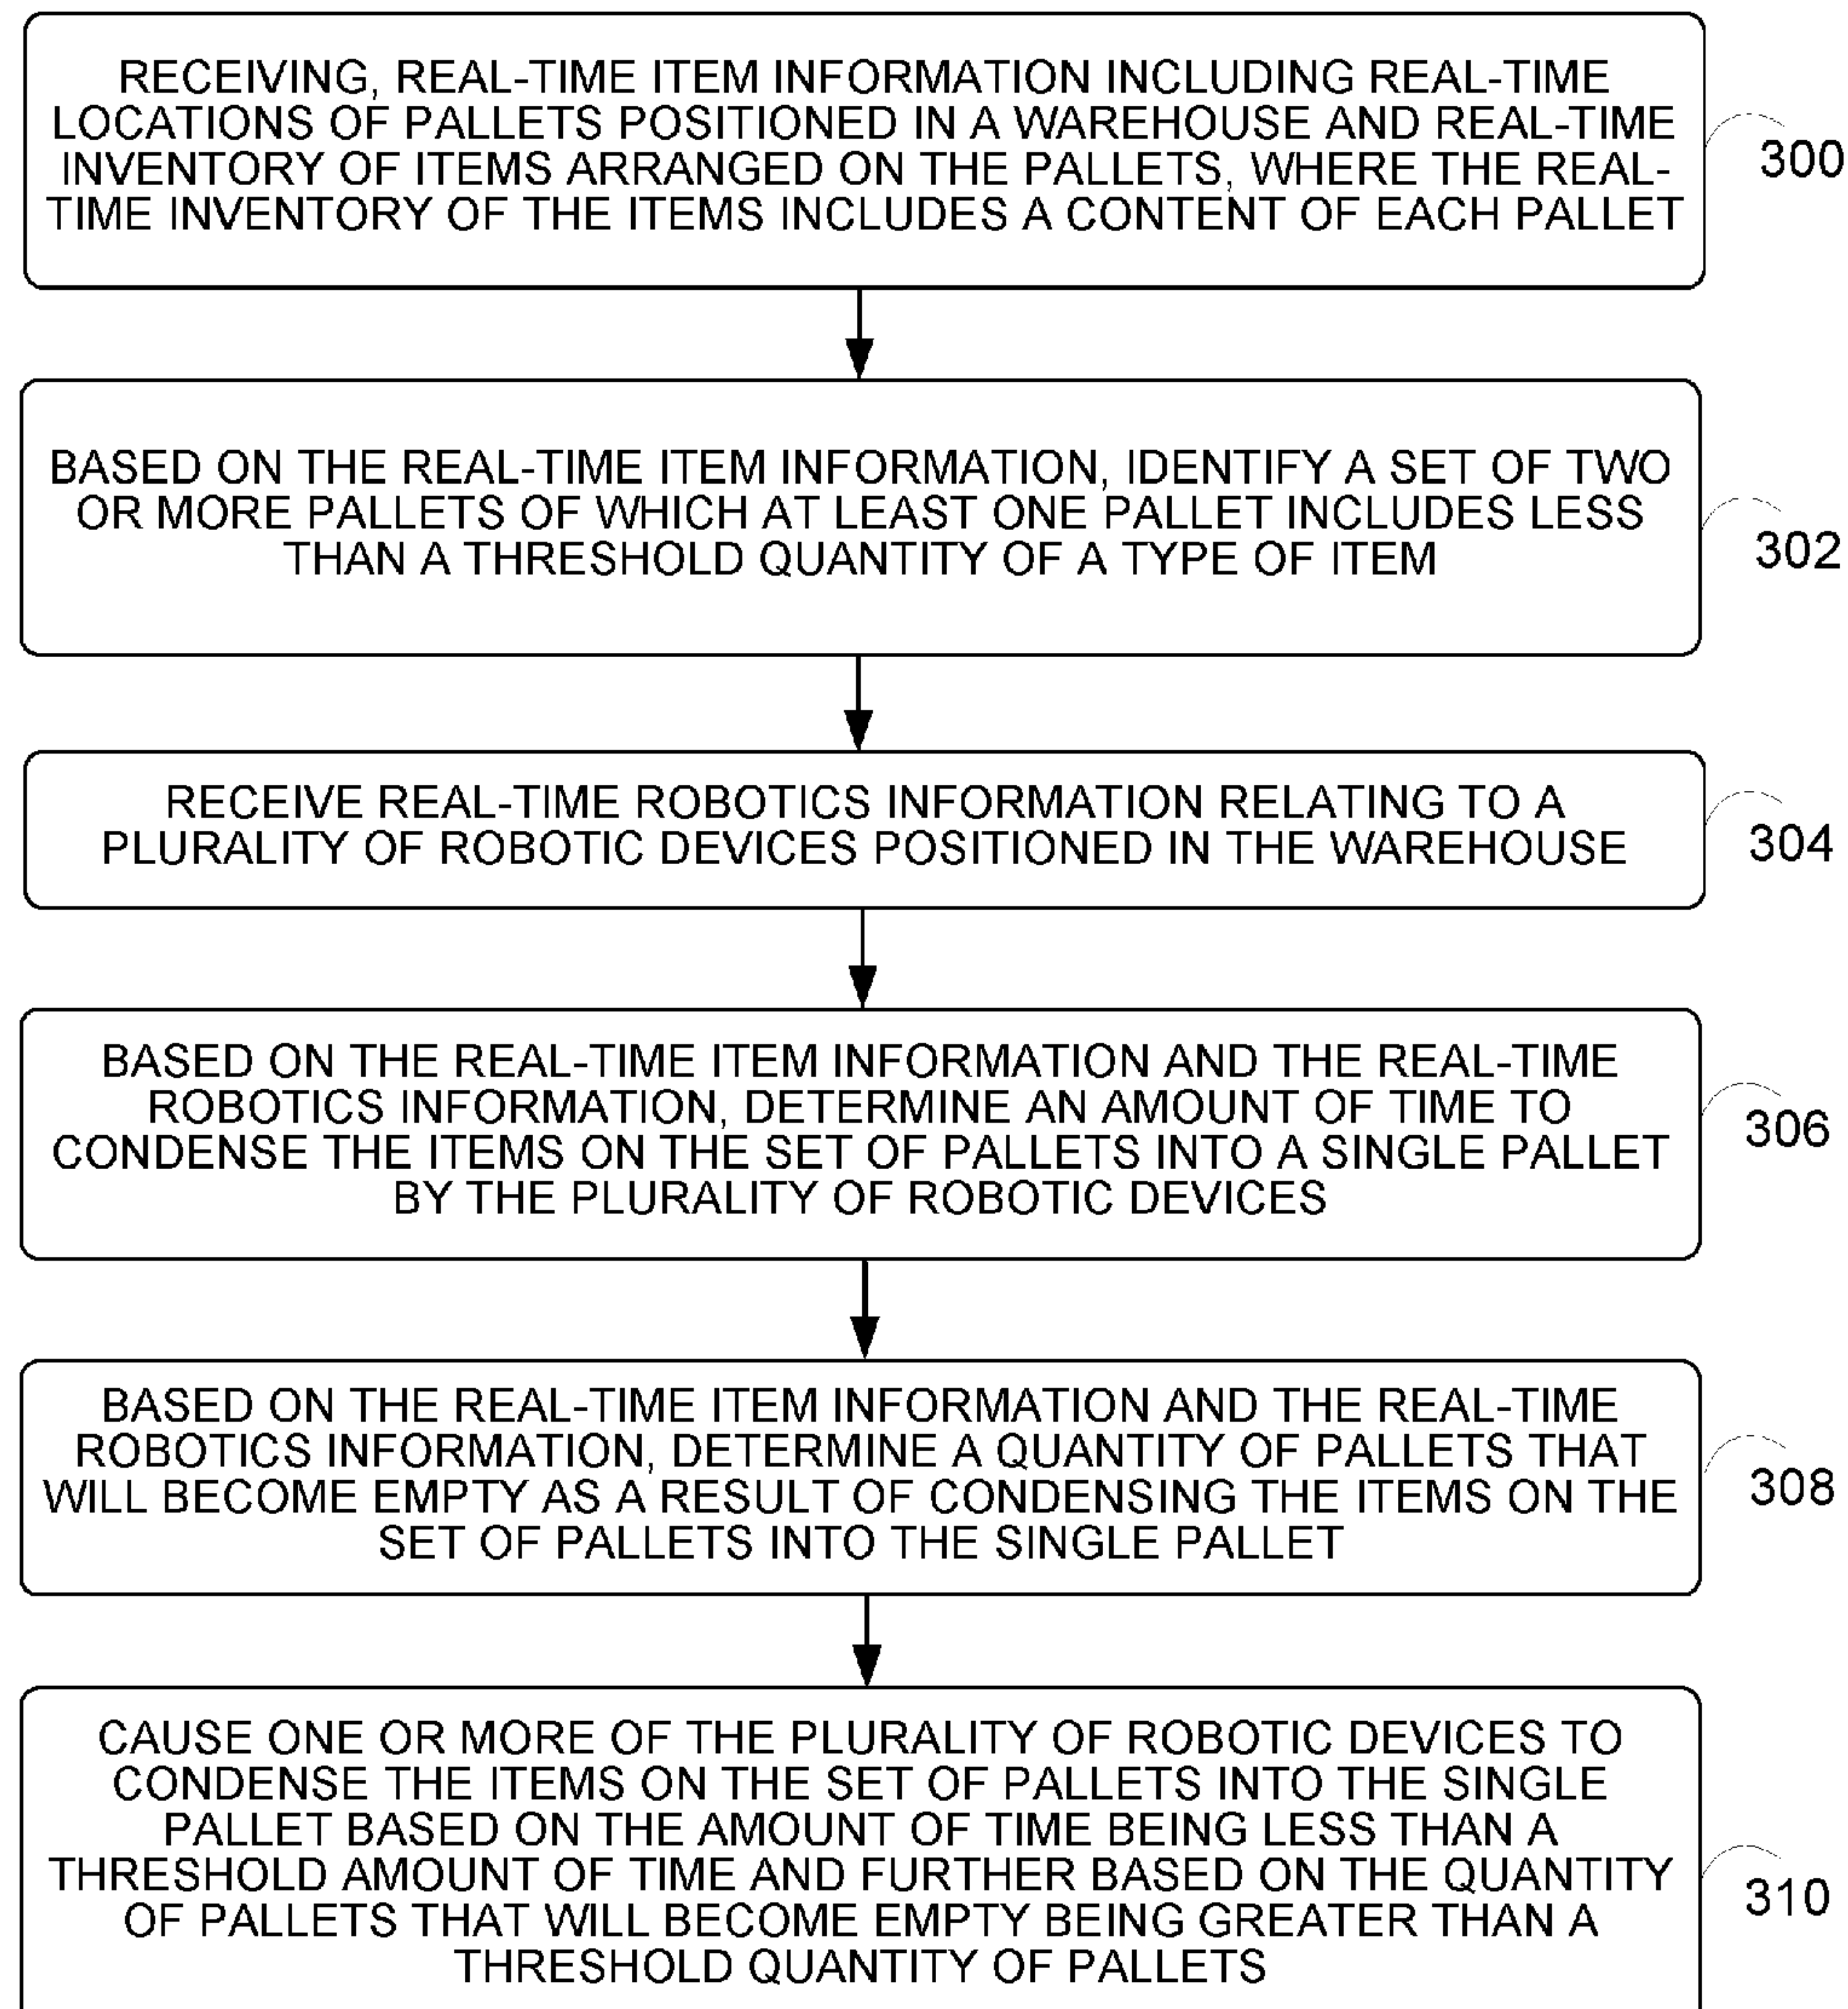 RECEIVING, REAL-TIME ITEM INFORMATION INCLUDING REAL-TIME
LOCATIONS OF PALLETS POSITIONED IN A WAREHOUSE AND REAL-TIME
INVENTORY OF ITEMS ARRANGED ON THE PALLETS, WHERE THE REAL-
TIME INVENTORY OF THE ITEMS INCLUDES A CONTENT OF EACH PALLET
300
BASED ON THE REAL-TIME ITEM INFORMATION, IDENTIFY A SET OF TWO
OR MORE PALLETS OF WHICH AT LEAST ONE PALLET INCLUDES LESS
THAN A THRESHOLD QUANTITY OF A TYPE OF ITEM
302
RECEIVE REAL-TIME ROBOTICS INFORMATION RELATING TO A
PLURALITY OF ROBOTIC DEVICES POSITIONED IN THE WAREHOUSE
304
BASED ON THE REAL-TIME ITEM INFORMATION AND THE REAL-TIME
ROBOTICS INFORMATION, DETERMINE AN AMOUNT OF TIME TO
CONDENSE THE ITEMS ON THE SET OF PALLETS INTO A SINGLE PALLET
BY THE PLURALITY OF ROBOTIC DEVICES
306
BASED ON THE REAL-TIME ITEM INFORMATION AND THE REAL-TIME
ROBOTICS INFORMATION, DETERMINE A QUANTITY OF PALLETS THAT
WILL BECOME EMPTY AS A RESULT OF CONDENSING THE ITEMS ON THE
SET OF PALLETS INTO THE SINGLE PALLET
308
CAUSE ONE OR MORE OF THE PLURALITY OF ROBOTIC DEVICES TO
CONDENSE THE ITEMS ON THE SET OF PALLETS INTO THE SINGLE
PALLET BASED ON THE AMOUNT OF TIME BEING LESS THAN A
THRESHOLD AMOUNT OF TIME AND FURTHER BASED ON THE QUANTITY
OF PALLETS THAT WILL BECOME EMPTY BEING GREATER THAN A
THRESHOLD QUANTITY OF PALLETS
310